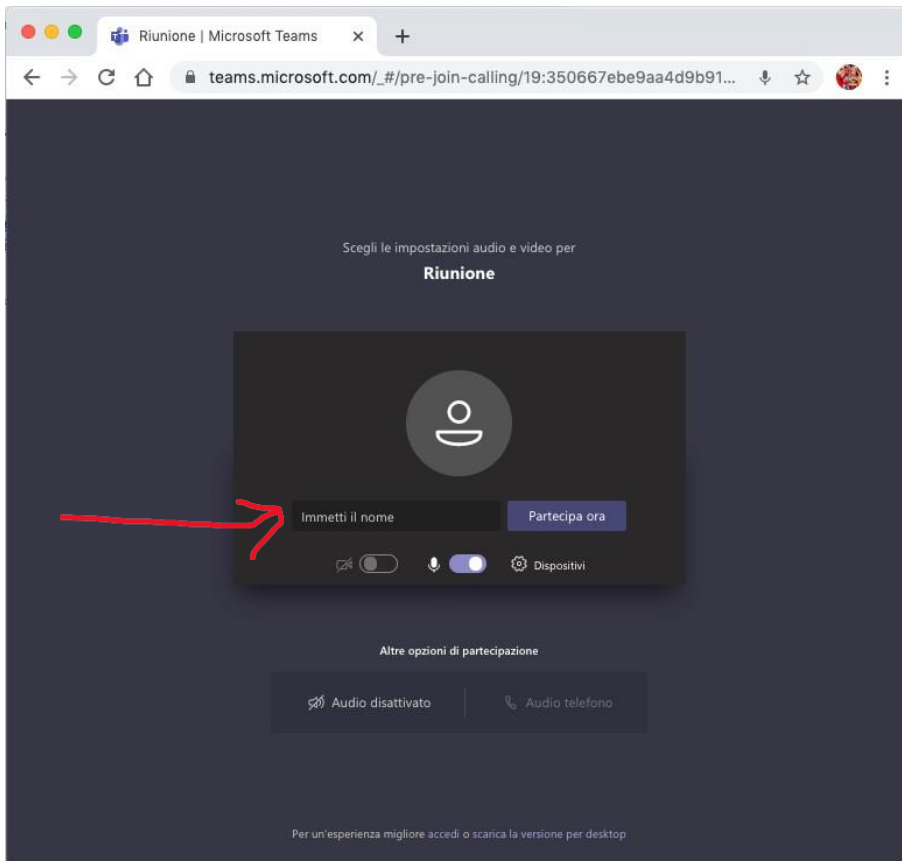 Riunione | Microsoft Teams
teams.microsoft.com/_#/pre-join-calling/19:350667ebe9aa4d9b91...
Scegli le impostazioni audio e video per
Riunione
Immetti il nome
Partecipa ora
Dispositivi
Altre opzioni di partecipazione
Audio disattivato
Audio telefono
Per un'esperienza migliore accedi o scarica la versione per desktop